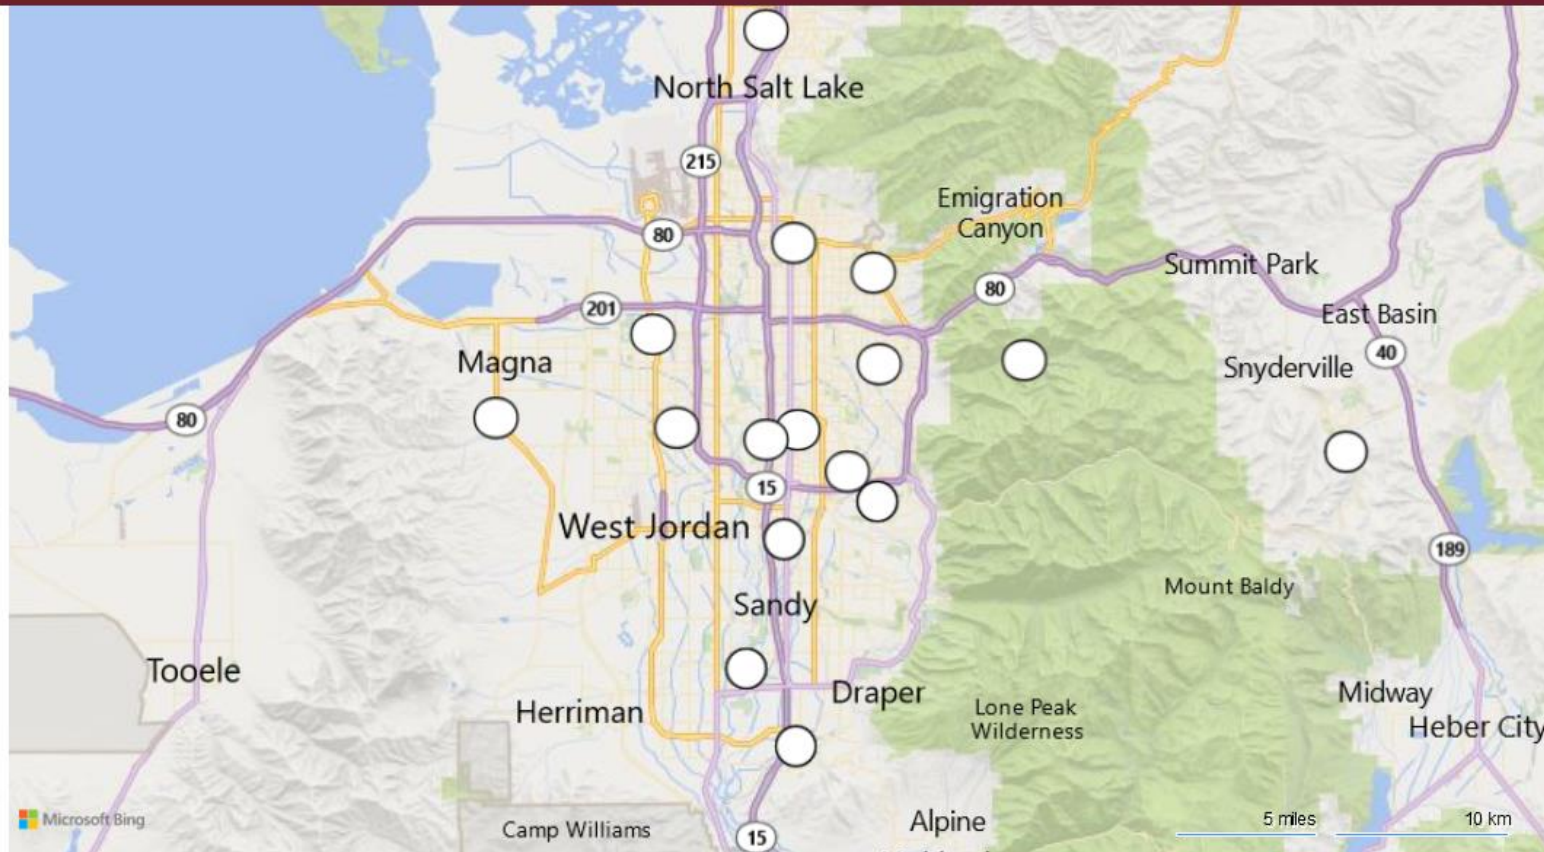 North Salt Lake
215
Emigration
Canyon
80
Summit Park
80
201
East Basin
Magna
40
Snyderville
80
15
West Jordan
189
Mount Baldy
Sandy
Tooele
Draper
Midway
Herriman
Lone Peak
Wilderness
Heber City
Microsoft Bing
5 miles
10 km
Camp Williams
Alpine
15